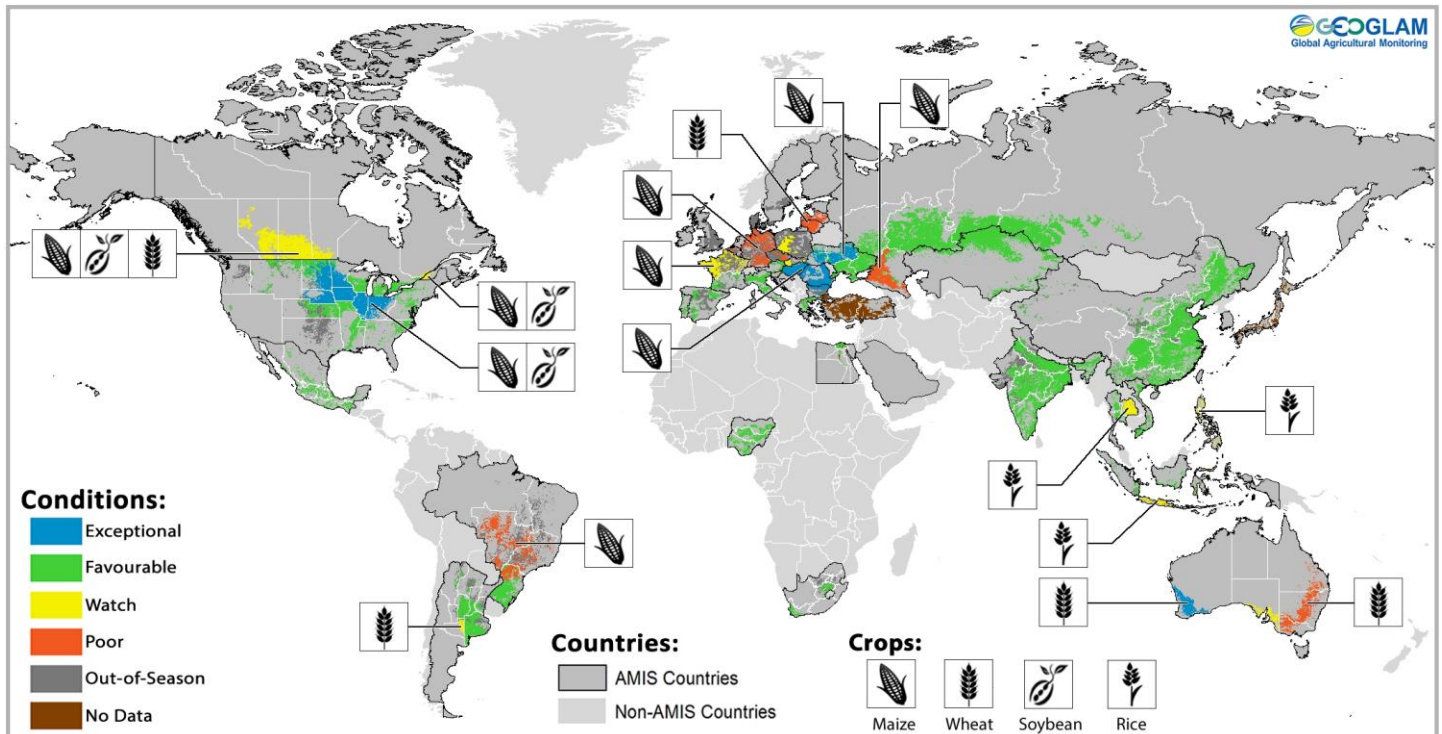 GEOGLAM
Global Agricultural Monitoring
Conditions:
Exceptional
Favourable
Watch
Poor
Out-of-Season
No Data
Countries:
AMIS Countries
Non-AMIS Countries
Crops:
Maize
Wheat
Soybean
Rice